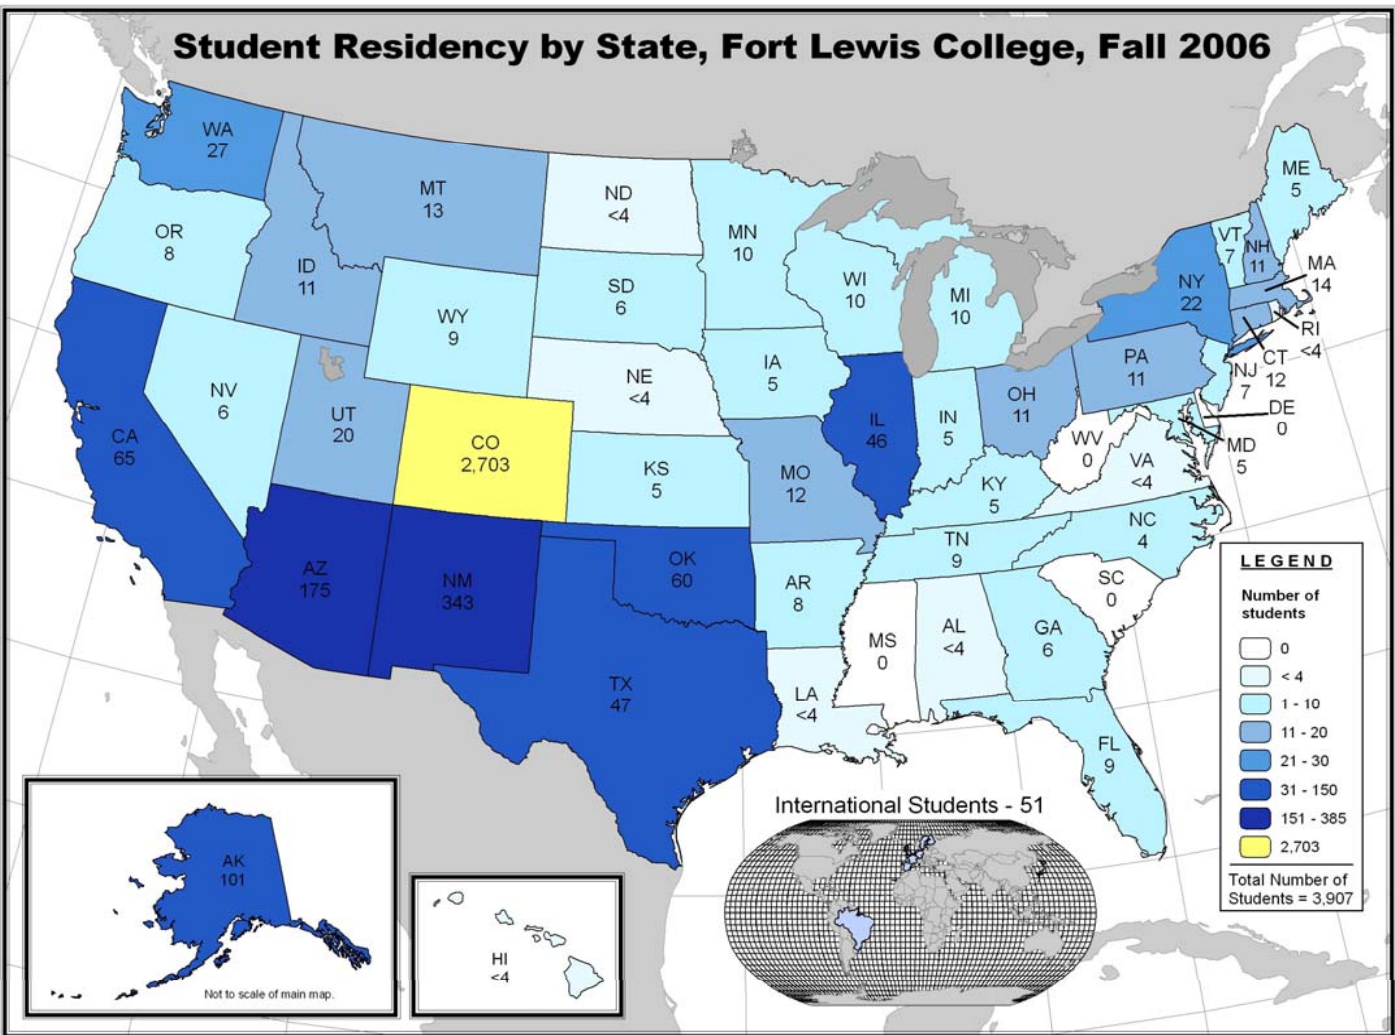 Student Residency by State, Fort Lewis College, Fall 2006
WA
27
OR
8
CA
65
NV
6
ID
11
MT
13
WY
9
UT
20
AZ
175
CO
2,703
NM
343
ND
<4
SD
6
NE
<4
KS
5
OK
60
TX
47
MN
10
IA
5
MO
12
AR
8
LA
<4
WI
10
IL
46
MI
10
IN
5
OH
11
KY
5
TN
9
MS
0
AL
<4
GA
6
FL
9
SC
0
NC
4
VA
<4
WV
0
PA
11
NY
22
VT
7
NH
11
ME
5
MA
14
RI
<4
CT
12
NJ
7
DE
0
MD
5
AK
101
Not to scale of main map.
HI
<4
International Students - 51
LEGEND
Number of
students
0
< 4
1 - 10
11 - 20
21 - 30
31 - 150
151 - 385
2,703
Total Number of
Students = 3,907